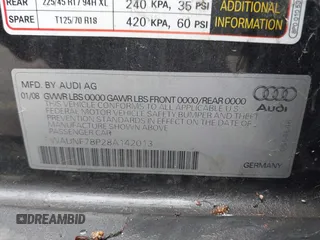 225/45 R17 94H XL 240 KPA, 35 PSI
SPARE T125/70 R18 420 KPA, 60 PSI
ADDITIONAL
INFORMATION
MFD. BY AUDI AG
01/08 GVWR LBS 0000 GAWR LBS FRONT 0000/REAR 0000
THIS VEHICLE CONFORMS TO ALL APPLICABLE U.S.
FEDERAL MOTOR VEHICLE SAFETY BUMPER AND THEFT
PREVENTION STANDARDS IN EFFECT ON THE DATE OF
MANUFACTURE SHOWN ABOVE
PASSENGER CAR
Audi
GERMANY
DREAMBID